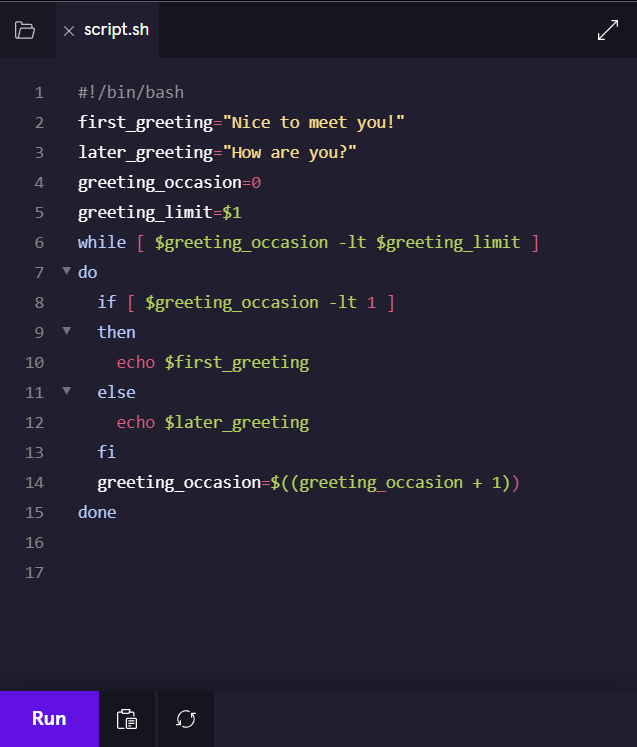 script.sh
1 #!/bin/bash
2 first_greeting="Nice to meet you!"
3 later_greeting="How are you?"
4 greeting_occasion=0
5 greeting_limit=$1
6 while [ $greeting_occasion -lt $greeting_limit ]
7 do
8 if [ $greeting_occasion -lt 1 ]
9 then
10 echo $first_greeting
11 else
12 echo $later_greeting
13 fi
14 greeting_occasion=$((greeting_occasion + 1))
15 done
16
17
Run